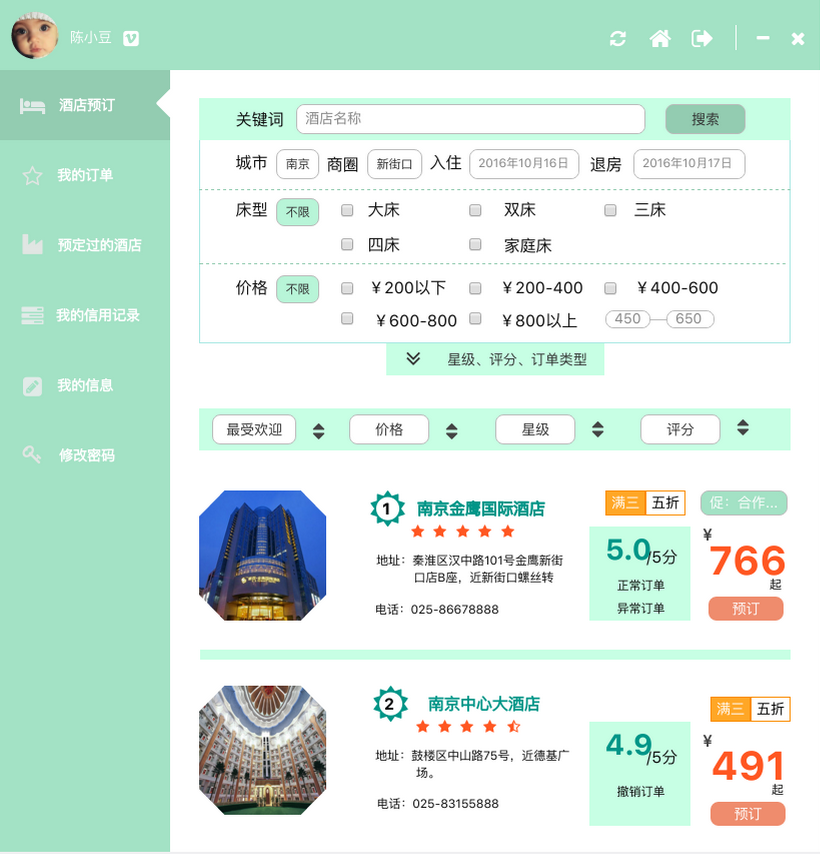 陈小豆
酒店预订
我的订单
预定过的酒店
我的信用记录
我的信息
修改密码
关键词 酒店名称 搜索
城市 南京 商圈 新街口 入住 2016年10月16日 退房 2016年10月17日
床型 不限 大床 双床 三床
四床 家庭床
价格 不限 ¥200以下 ¥200-400 ¥400-600
¥600-800 ¥800以上 450 — 650
星级、评分、订单类型
最受欢迎 价格 星级 评分
1 南京金鹰国际酒店
地址：秦淮区汉中路101号金鹰新街
口店B座，近新街口螺丝转
电话：025-86678888
满三 五折 促：合作...
5.0/5分
正常订单
异常订单
¥
766
起
预订
2 南京中心大酒店
地址：鼓楼区中山路75号，近德基广
场。
电话：025-83155888
满三 五折
4.9/5分
撤销订单
¥
491
起
预订